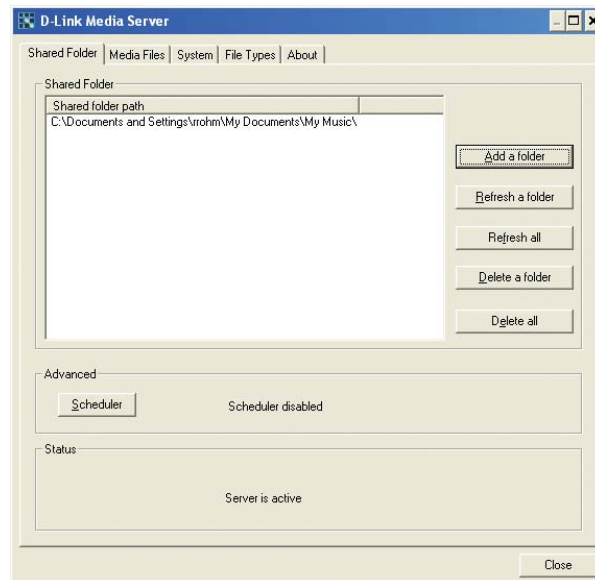 D-Link Media Server
Shared Folder Media Files System File Types About
Shared Folder
Shared folder path
C:\Documents and Settings\rrohm\My Documents\My Music\
Add a folder
Refresh a folder
Refresh all
Delete a folder
Delete all
Advanced
Scheduler Scheduler disabled
Status
Server is active
Close